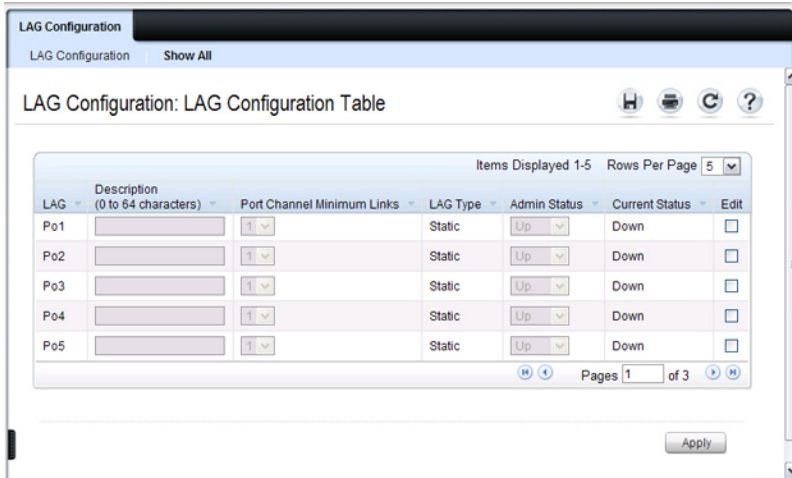 LAG Configuration
LAG Configuration Show All
LAG Configuration: LAG Configuration Table
Items Displayed 1-5 Rows Per Page 5
LAG Description (0 to 64 characters) Port Channel Minimum Links LAG Type Admin Status Current Status Edit
Po1 1 Static Up Down
Po2 1 Static Up Down
Po3 1 Static Up Down
Po4 1 Static Up Down
Po5 1 Static Up Down
Pages 1 of 3
Apply